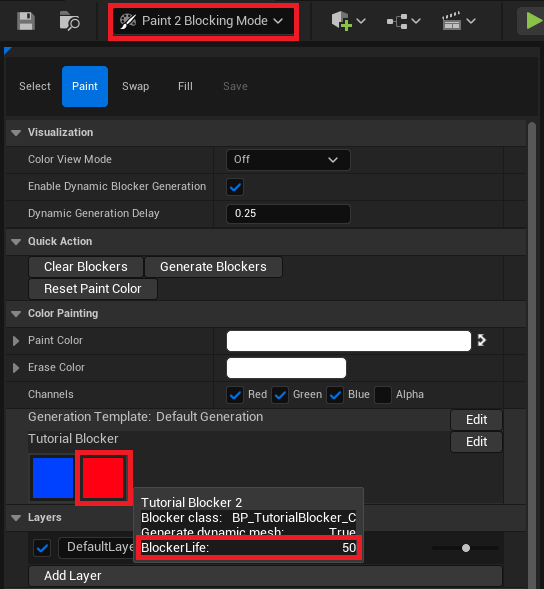 Paint 2 Blocking Mode
Select Paint Swap Fill Save
Visualization
Color View Mode Off
Enable Dynamic Blocker Generation
Dynamic Generation Delay 0.25
Quick Action
Clear Blockers Generate Blockers
Reset Paint Color
Color Painting
Paint Color
Erase Color
Channels Red Green Blue Alpha
Generation Template: Default Generation Edit
Tutorial Blocker Edit
Tutorial Blocker 2
Blocker class: BP_TutorialBlocker_C
Generate dynamic mesh: True
BlockerLife: 50
Layers
DefaultLaye
Add Layer